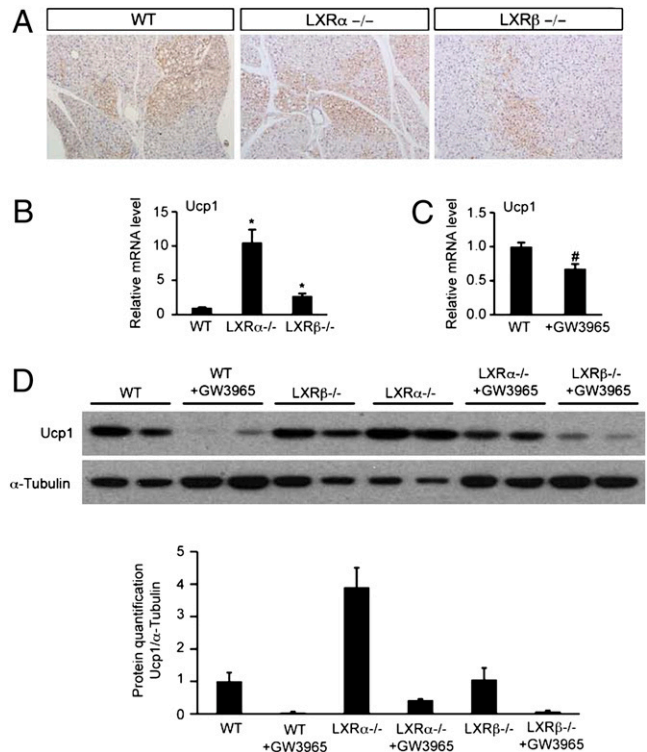 A
WT
LXRα –/–
LXRβ –/–
B
Ucp1
Relative mRNA level
15
10
5
0
*
*
WT
LXRα-/-
LXRβ-/-
C
Ucp1
Relative mRNA level
1.5
1.0
0.5
0.0
#
WT
+GW3965
D
WT
WT
+GW3965
LXRβ-/-
LXRα-/-
LXRα-/-
+GW3965
LXRβ-/-
+GW3965
Ucp1
α-Tubulin
Protein quantification
Ucp1/α-Tubulin
5
4
3
2
1
0
WT
WT
+GW3965
LXRα-/-
LXRα-/-
+GW3965
LXRβ-/-
LXRβ-/-
+GW3965